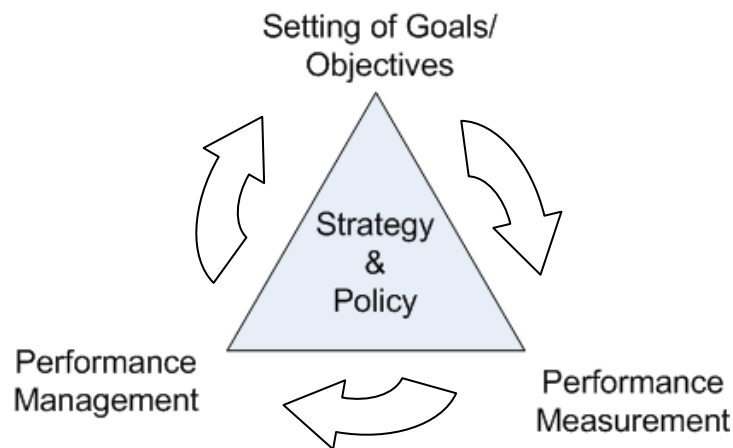 Setting of Goals/
Objectives
Strategy
&
Policy
Performance
Management
Performance
Measurement